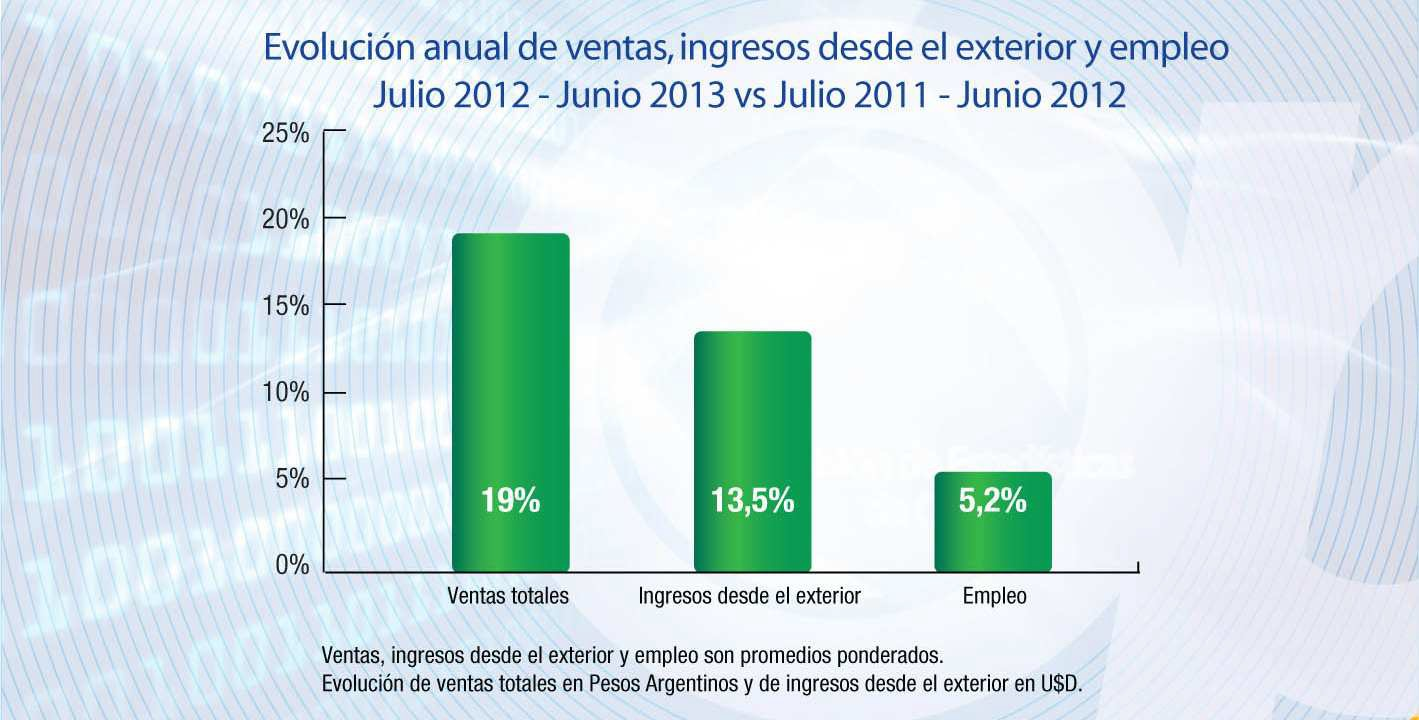 Evolución anual de ventas, ingresos desde el exterior y empleo
Julio 2012 - Junio 2013 vs Julio 2011 - Junio 2012
25%
20%
15%
10%
5%
0%
19%
13,5%
5,2%
Ventas totales
Ingresos desde el exterior
Empleo
Ventas, ingresos desde el exterior y empleo son promedios ponderados.
Evolución de ventas totales en Pesos Argentinos y de ingresos desde el exterior en U$D.